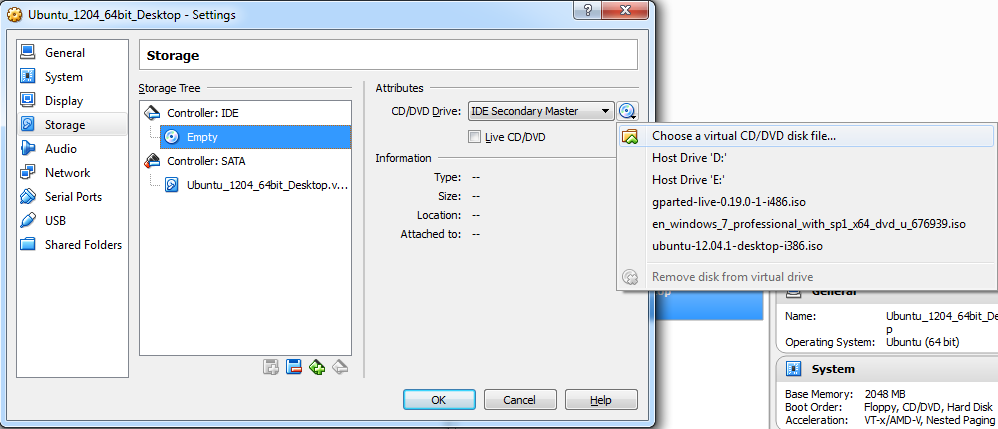 Ubuntu_1204_64bit_Desktop - Settings
General
System
Display
Storage
Audio
Network
Serial Ports
USB
Shared Folders
Storage
Storage Tree
Controller: IDE
Empty
Controller: SATA
Ubuntu_1204_64bit_Desktop.v...
Attributes
CD/DVD Drive: IDE Secondary Master
Live CD/DVD
Information
Type: --
Size: --
Location: --
Attached to: --
Choose a virtual CD/DVD disk file...
Host Drive 'D:'
Host Drive 'E:'
gparted-live-0.19.0-1-i486.iso
en_windows_7_professional_with_sp1_x64_dvd_u_676939.iso
ubuntu-12.04.1-desktop-i386.iso
Remove disk from virtual drive
OK
Cancel
Help
General
Name: Ubuntu_1204_64bit_De
p
Operating System: Ubuntu (64 bit)
System
Base Memory: 2048 MB
Boot Order: Floppy, CD/DVD, Hard Disk
Acceleration: VT-x/AMD-V, Nested Paging